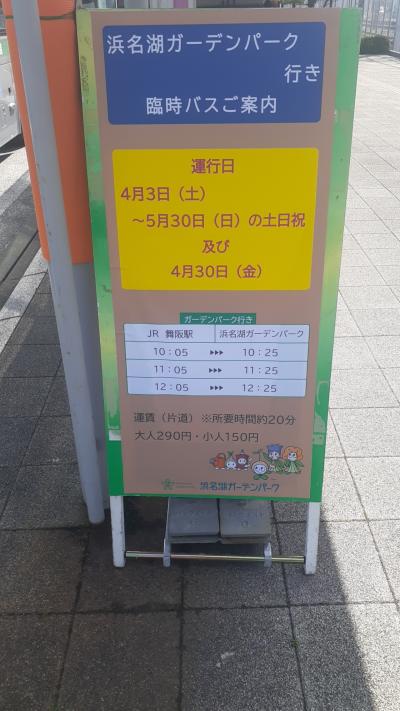 浜名湖ガーデンパーク
行き
臨時バスご案内
運行日
4月3日（土）
～5月30日（日）の土日祝
及び
4月30日（金）
ガーデンパーク行き
JR 舞阪駅 浜名湖ガーデンパーク
10：05 ▸▸▸ 10：25
11：05 ▸▸▸ 11：25
12：05 ▸▸▸ 12：25
運賃（片道）※所要時間約20分
大人290円・小人150円
浜名湖ガーデンパーク